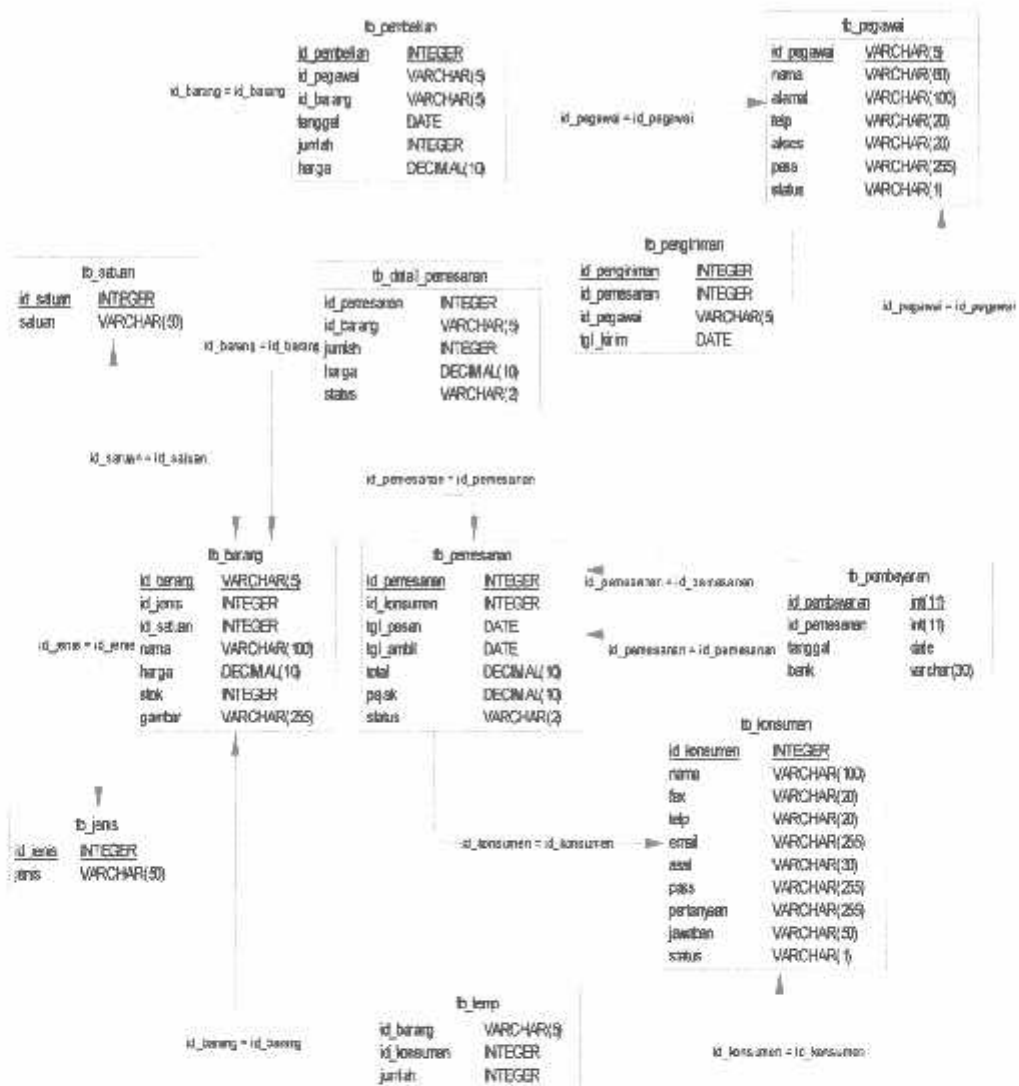 tb_pembelian
id_pembelian INTEGER
id_pegawai VARCHAR(5)
id_barang VARCHAR(5)
tanggal DATE
jumlah INTEGER
harga DECIMAL(10)
id_barang = id_barang
id_pegawai = id_pegawai
tb_pegawai
id_pegawai VARCHAR(5)
nama VARCHAR(60)
alamat VARCHAR(100)
telp VARCHAR(20)
akses VARCHAR(20)
pass VARCHAR(255)
status VARCHAR(1)
tb_satuan
id_satuan INTEGER
satuan VARCHAR(50)
tb_detail_pemesanan
id_pemesanan INTEGER
id_barang VARCHAR(5)
jumlah INTEGER
harga DECIMAL(10)
status VARCHAR(2)
tb_pengiriman
id_pengiriman INTEGER
id_pemesanan INTEGER
id_pegawai VARCHAR(5)
tgl_kirim DATE
id_pegawai = id_pegawai
id_barang = id_barang
id_satuan = id_satuan
id_pemesanan = id_pemesanan
tb_barang
id_barang VARCHAR(5)
id_jenis INTEGER
id_satuan INTEGER
nama VARCHAR(100)
harga DECIMAL(10)
stok INTEGER
gambar VARCHAR(255)
id_jenis = id_jenis
tb_pemesanan
id_pemesanan INTEGER
id_konsumen INTEGER
tgl_pesan DATE
tgl_ambil DATE
total DECIMAL(10)
pajak DECIMAL(10)
status VARCHAR(2)
id_pemesanan = id_pemesanan
id_pemesanan = id_pemesanan
tb_pembayaran
id_pembayaran int(11)
id_pemesanan int(11)
tanggal date
bank varchar(30)
tb_konsumen
id_konsumen INTEGER
nama VARCHAR(100)
fax VARCHAR(20)
telp VARCHAR(20)
email VARCHAR(255)
asal VARCHAR(30)
pass VARCHAR(255)
pertanyaan VARCHAR(255)
jawaban VARCHAR(50)
status VARCHAR(1)
tb_jenis
id_jenis INTEGER
jenis VARCHAR(50)
id_konsumen = id_konsumen
tb_temp
id_barang VARCHAR(5)
id_konsumen INTEGER
jumlah INTEGER
id_barang = id_barang
id_konsumen = id_konsumen